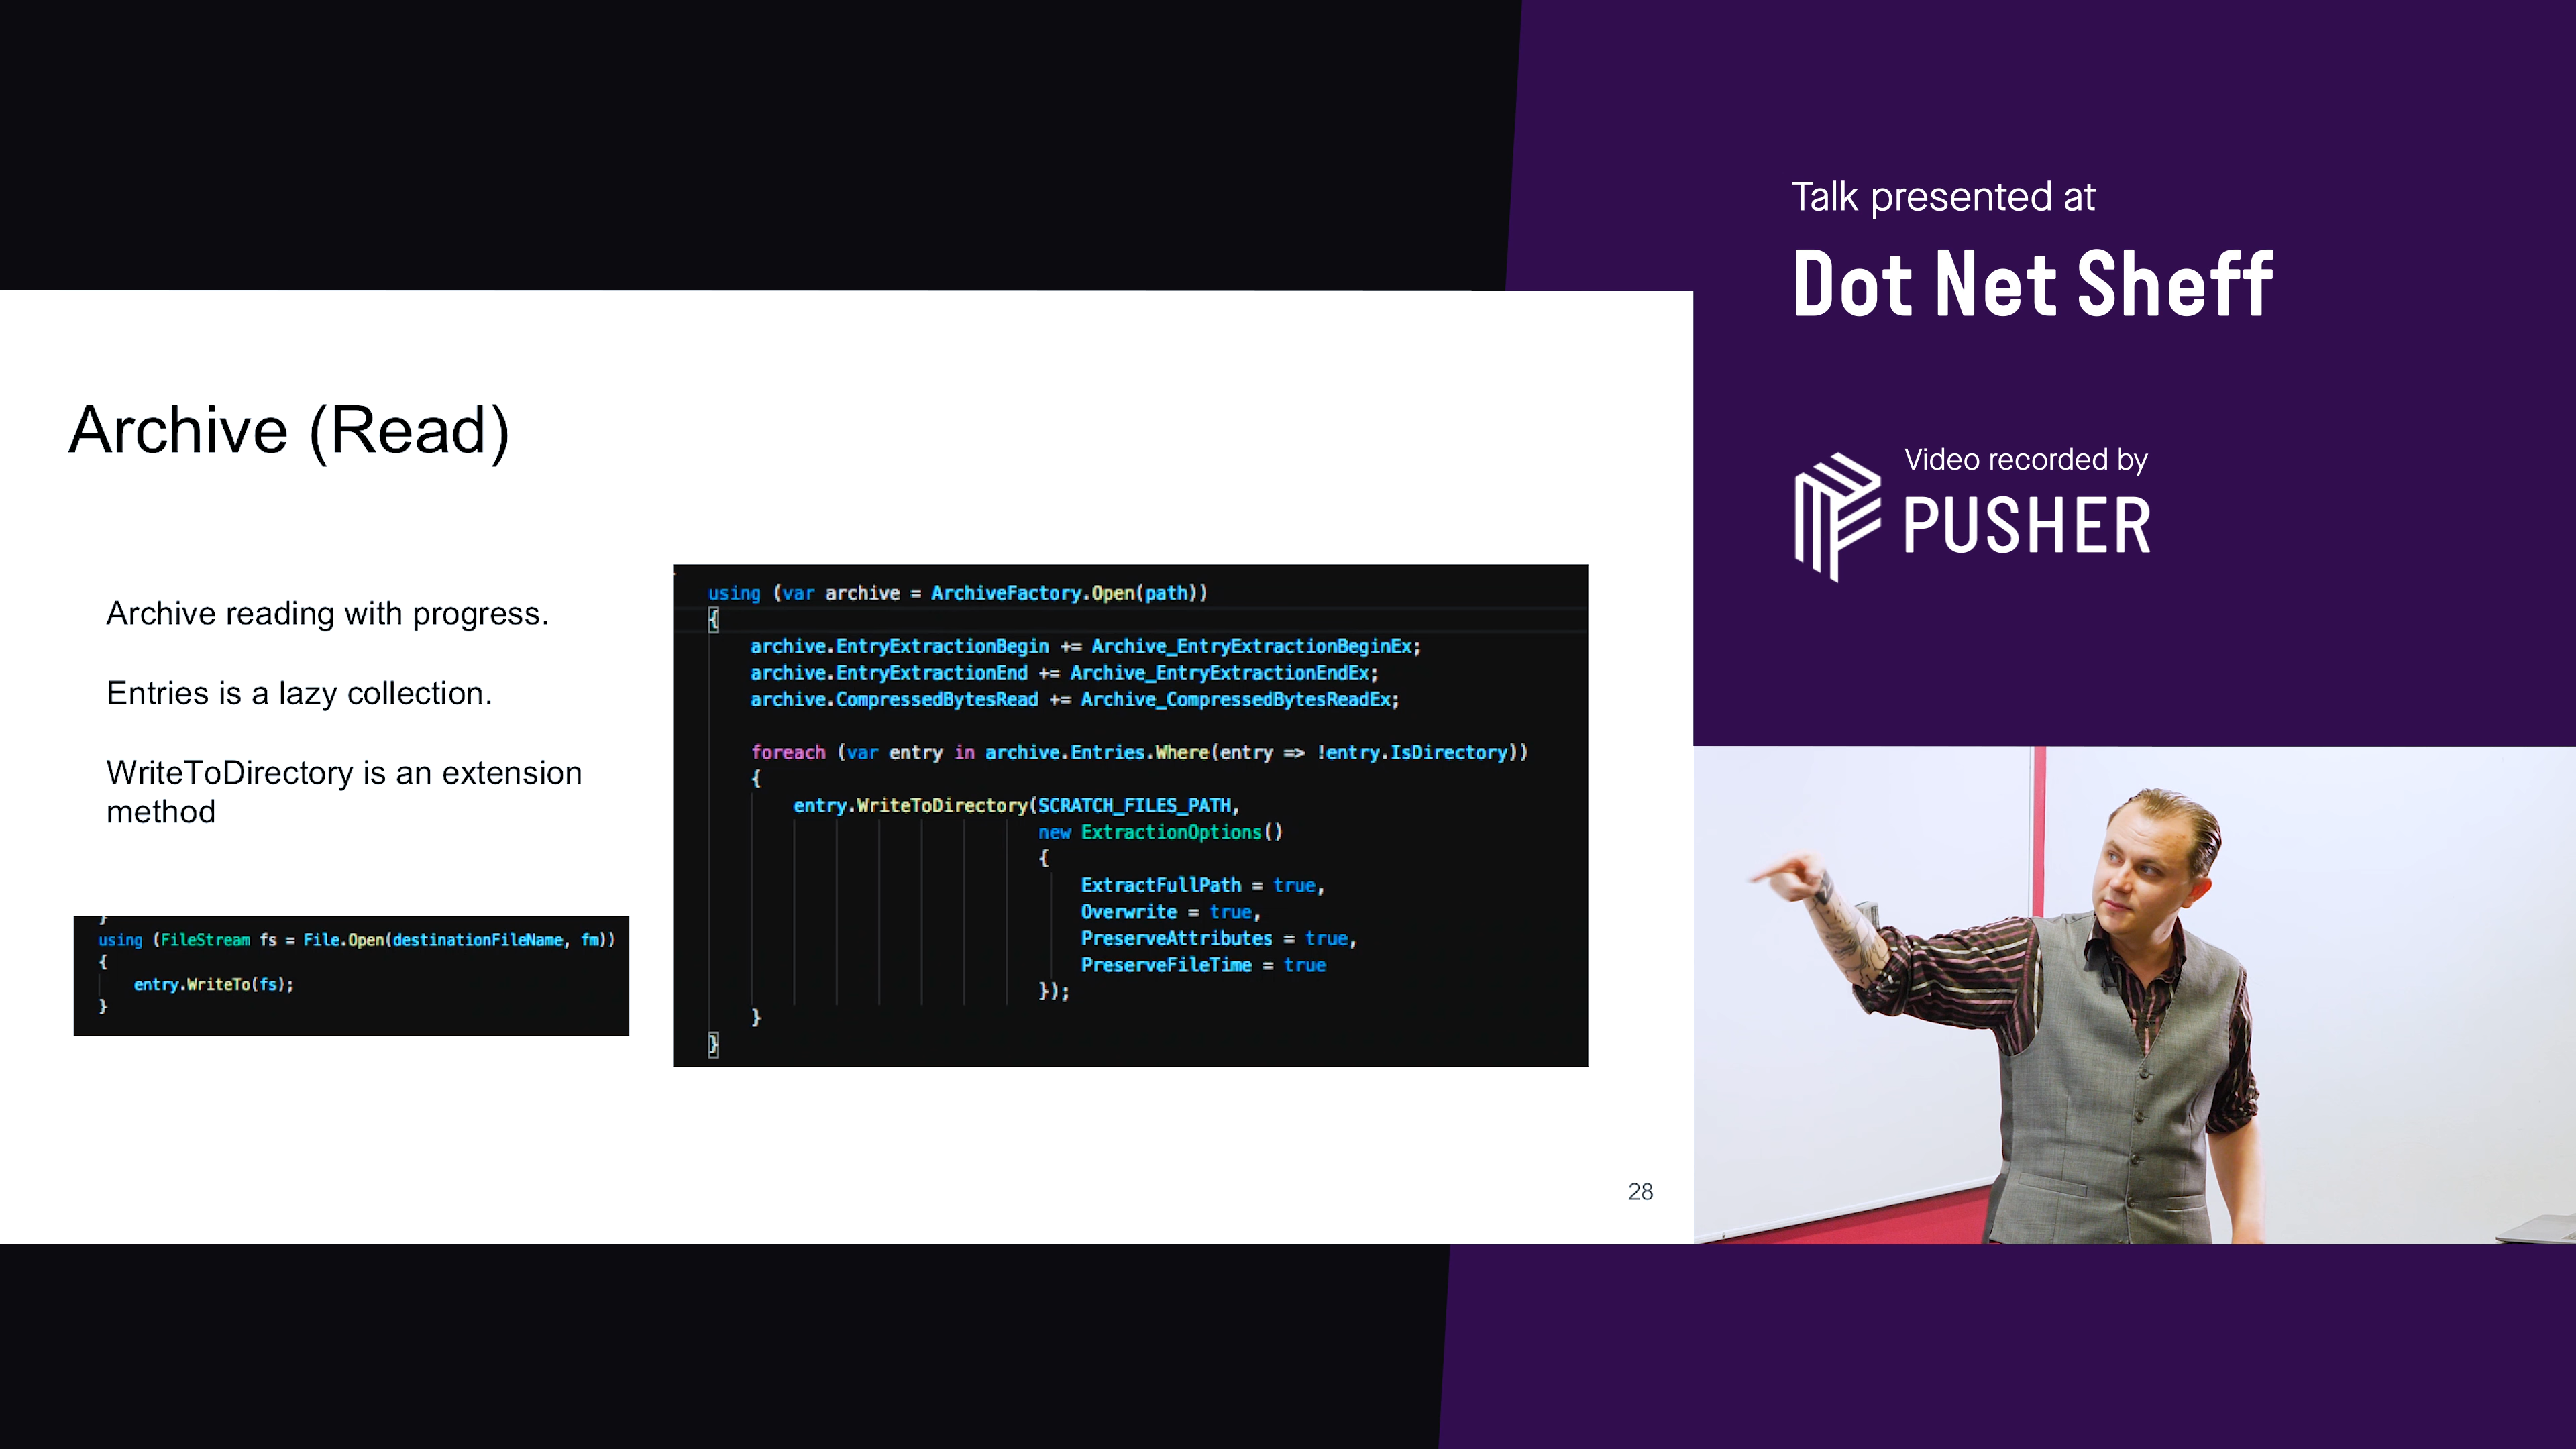 Talk presented at
Dot Net Sheff
Video recorded by
PUSHER
Archive (Read)
Archive reading with progress.
Entries is a lazy collection.
WriteToDirectory is an extension
method
}
using (FileStream fs = File.Open(destinationFileName, fm))
{
entry.WriteTo(fs);
}
using (var archive = ArchiveFactory.Open(path))
{
archive.EntryExtractionBegin += Archive_EntryExtractionBeginEx;
archive.EntryExtractionEnd += Archive_EntryExtractionEndEx;
archive.CompressedBytesRead += Archive_CompressedBytesReadEx;
foreach (var entry in archive.Entries.Where(entry => !entry.IsDirectory))
{
entry.WriteToDirectory(SCRATCH_FILES_PATH,
new ExtractionOptions()
{
ExtractFullPath = true,
Overwrite = true,
PreserveAttributes = true,
PreserveFileTime = true
});
}
}
28